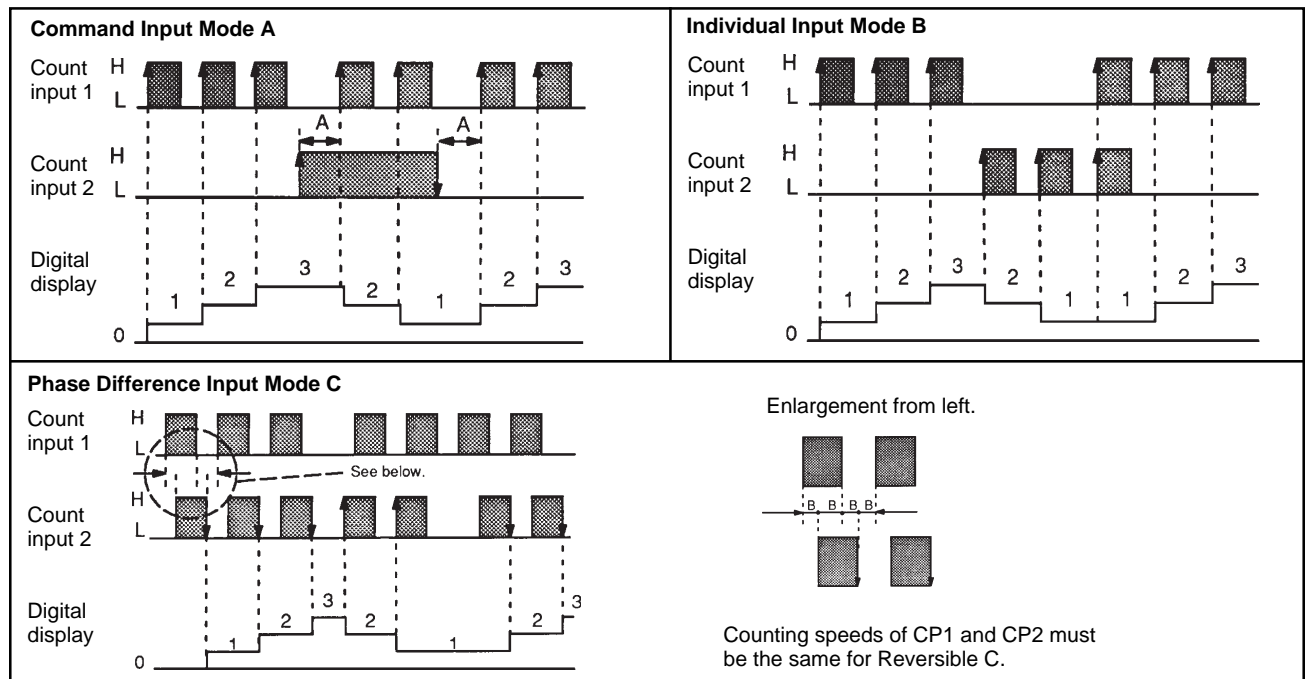 Command Input Mode A
Count input 1
H
L
A
A
Count input 2
H
L
Digital display
1
2
3
2
1
2
3
0
Individual Input Mode B
Count input 1
H
L
Count input 2
H
L
Digital display
1
2
3
2
1
1
2
3
0
Phase Difference Input Mode C
Count input 1
H
L
See below.
Count input 2
H
L
Digital display
1
2
3
2
1
2
3
0
Enlargement from left.
B B B B
Counting speeds of CP1 and CP2 must
be the same for Reversible C.